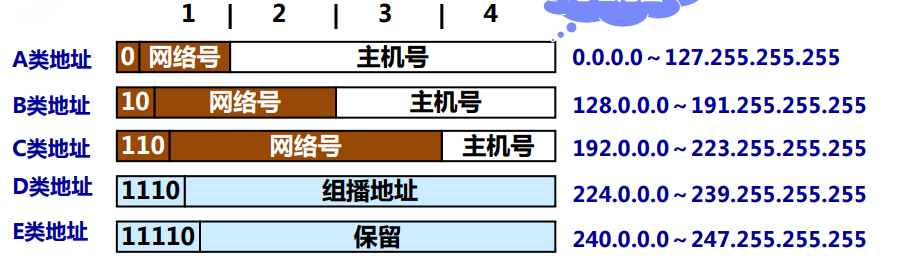 1 | 2 | 3 | 4
A类地址 0 网络号 主机号 0.0.0.0～127.255.255.255
B类地址 10 网络号 主机号 128.0.0.0～191.255.255.255
C类地址 110 网络号 主机号 192.0.0.0～223.255.255.255
D类地址 1110 组播地址 224.0.0.0～239.255.255.255
E类地址 11110 保留 240.0.0.0～247.255.255.255